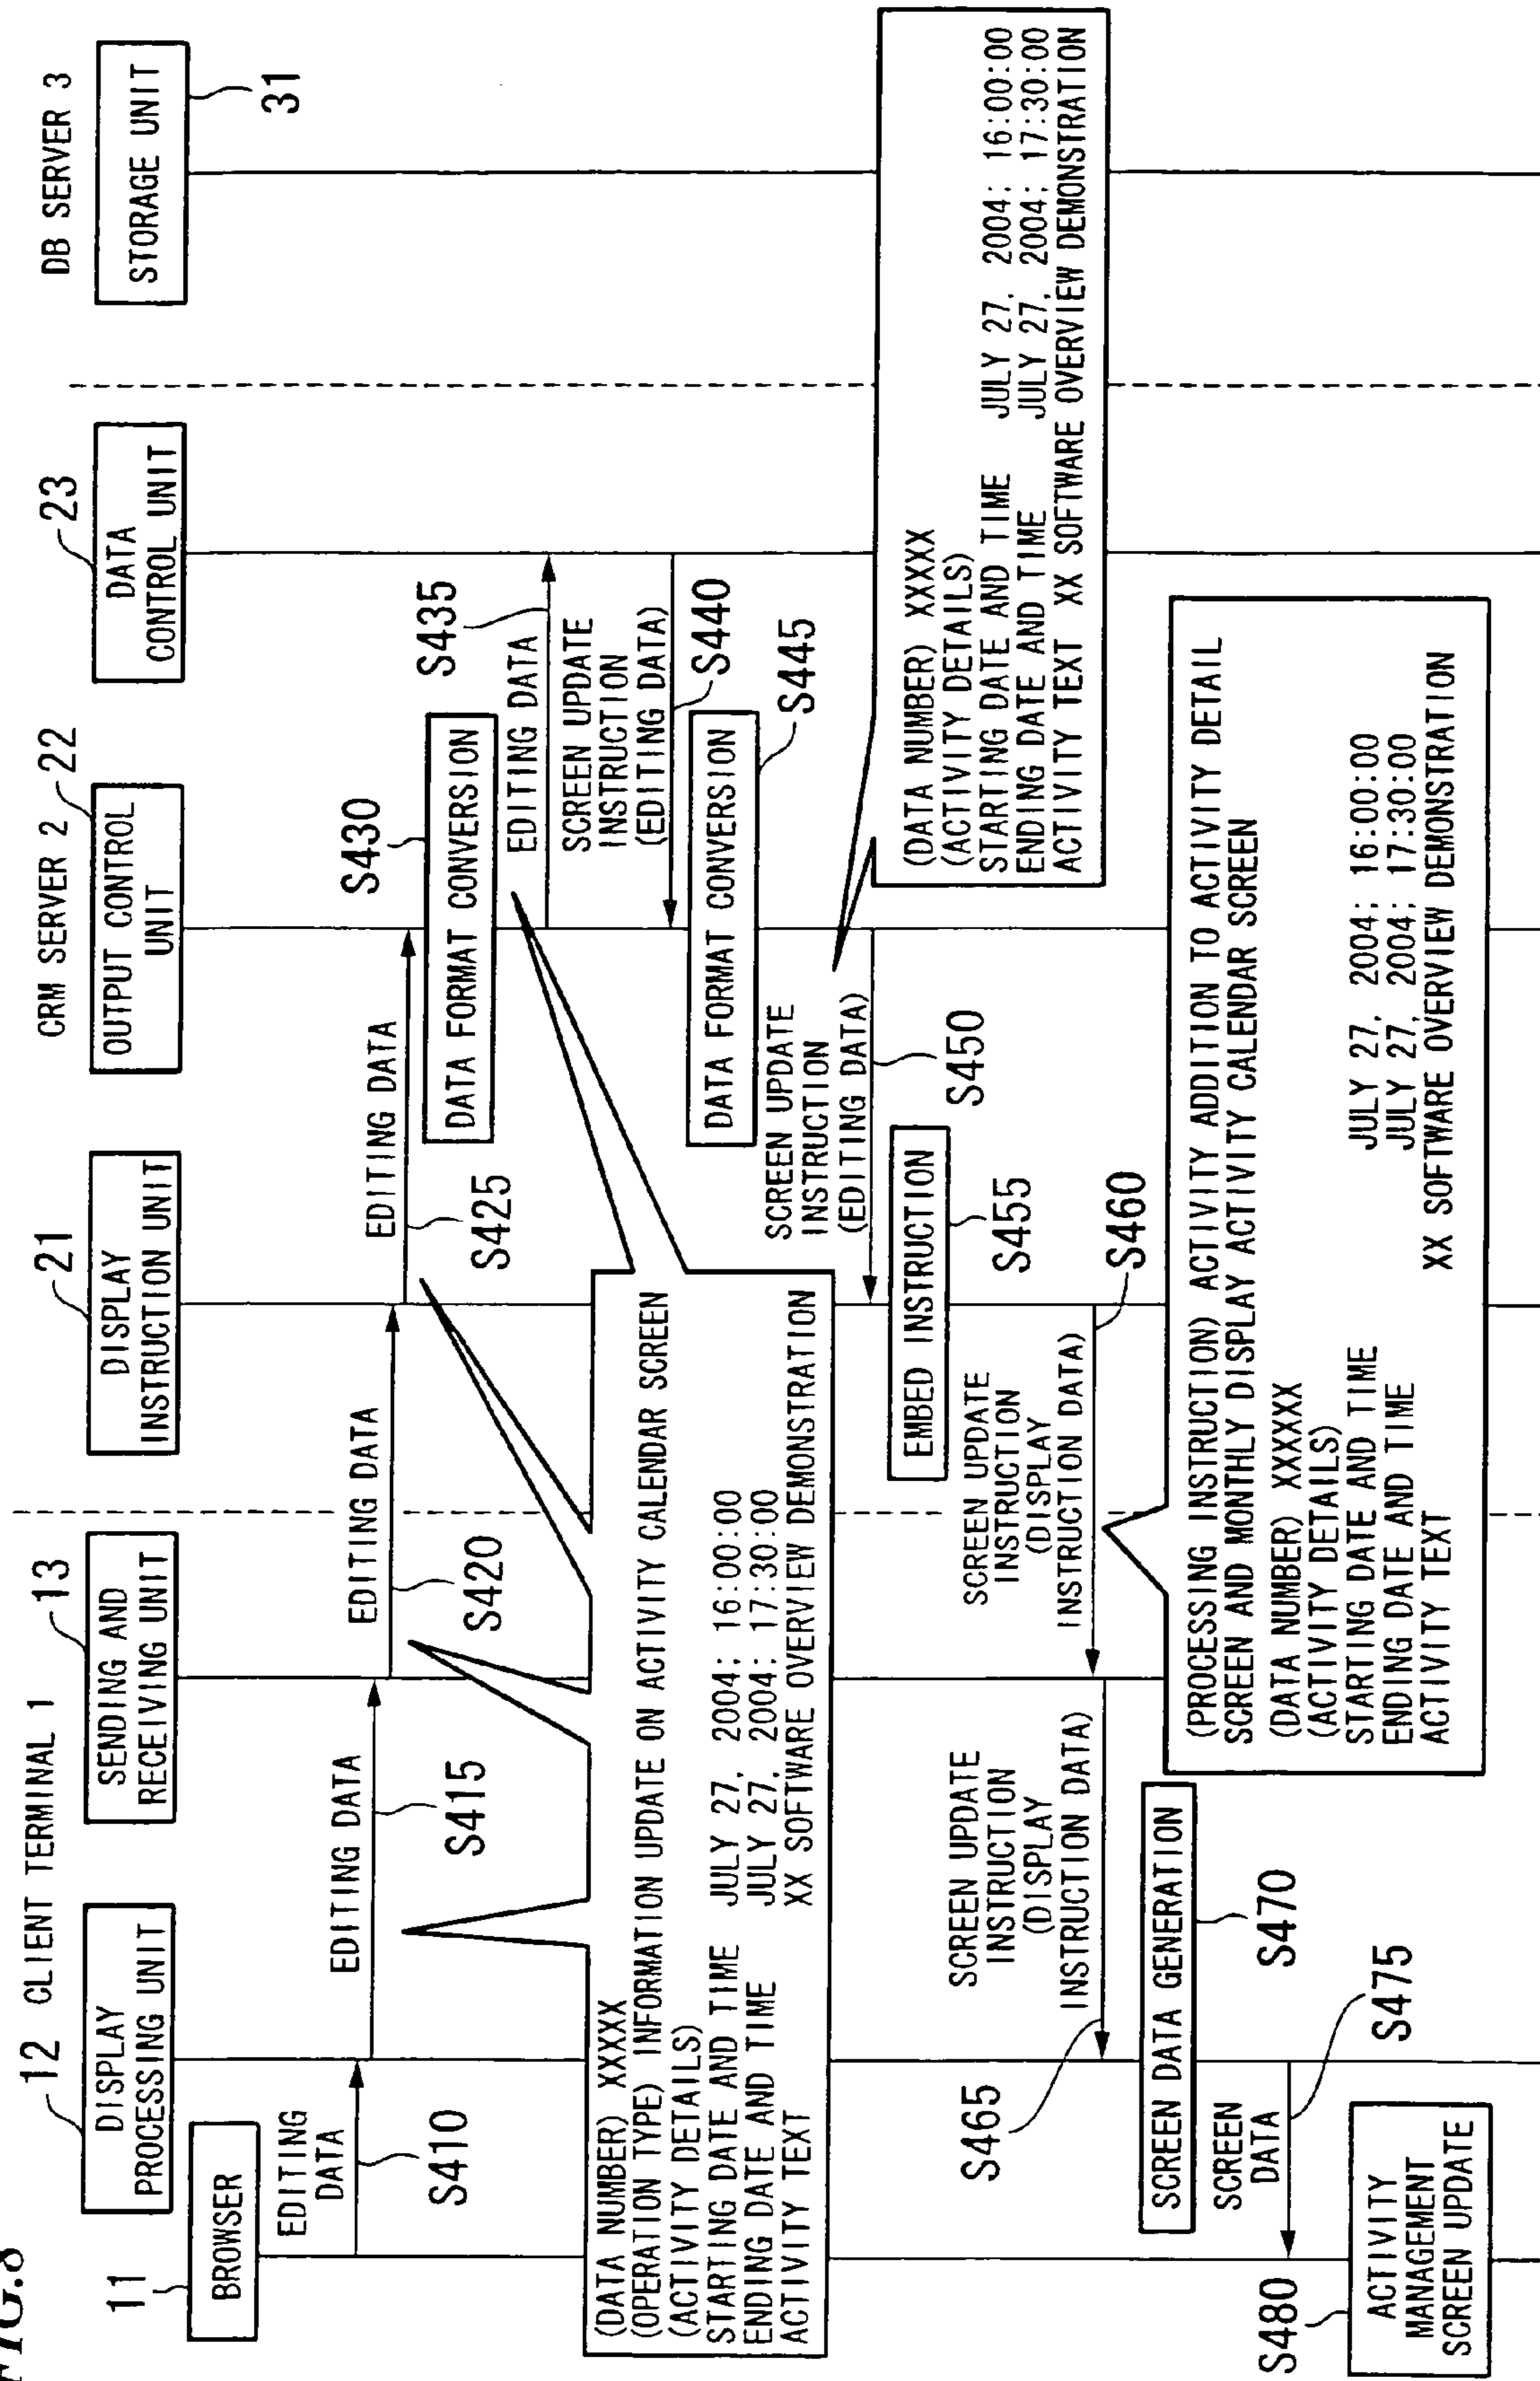 FIG.8
12
CLIENT TERMINAL 1
13
21
CRM SERVER 2
22
23
DB SERVER 3
11
BROWSER
DISPLAY
PROCESSING UNIT
SENDING AND
RECEIVING UNIT
DISPLAY
INSTRUCTION UNIT
OUTPUT CONTROL
UNIT
DATA
CONTROL UNIT
STORAGE UNIT
31
EDITING
DATA
S410
EDITING DATA
S415
EDITING DATA
S420
EDITING DATA
S425
S430
DATA FORMAT CONVERSION
S435
EDITING DATA
SCREEN UPDATE
INSTRUCTION
(EDITING DATA)
S440
DATA FORMAT CONVERSION
S445
(DATA NUMBER) XXXXX
(OPERATION TYPE) INFORMATION UPDATE ON ACTIVITY CALENDAR SCREEN
(ACTIVITY DETAILS)
STARTING DATE AND TIME JULY 27, 2004; 16:00:00
ENDING DATE AND TIME JULY 27, 2004; 17:30:00
ACTIVITY TEXT XX SOFTWARE OVERVIEW DEMONSTRATION
SCREEN UPDATE
INSTRUCTION
(EDITING DATA)
S450
(DATA NUMBER) XXXXX
(ACTIVITY DETAILS)
STARTING DATE AND TIME JULY 27, 2004; 16:00:00
ENDING DATE AND TIME JULY 27, 2004; 17:30:00
ACTIVITY TEXT XX SOFTWARE OVERVIEW DEMONSTRATION
EMBED INSTRUCTION
S455
SCREEN UPDATE
INSTRUCTION
(DISPLAY
INSTRUCTION DATA)
S460
SCREEN UPDATE
INSTRUCTION
(DISPLAY
INSTRUCTION DATA)
S465
(PROCESSING INSTRUCTION) ACTIVITY ADDITION TO ACTIVITY DETAIL
SCREEN AND MONTHLY DISPLAY ACTIVITY CALENDAR SCREEN
(DATA NUMBER) XXXXX
(ACTIVITY DETAILS)
STARTING DATE AND TIME JULY 27, 2004; 16:00:00
ENDING DATE AND TIME JULY 27, 2004; 17:30:00
ACTIVITY TEXT XX SOFTWARE OVERVIEW DEMONSTRATION
SCREEN DATA GENERATION
S470
SCREEN
DATA
S475
S480
ACTIVITY
MANAGEMENT
SCREEN UPDATE